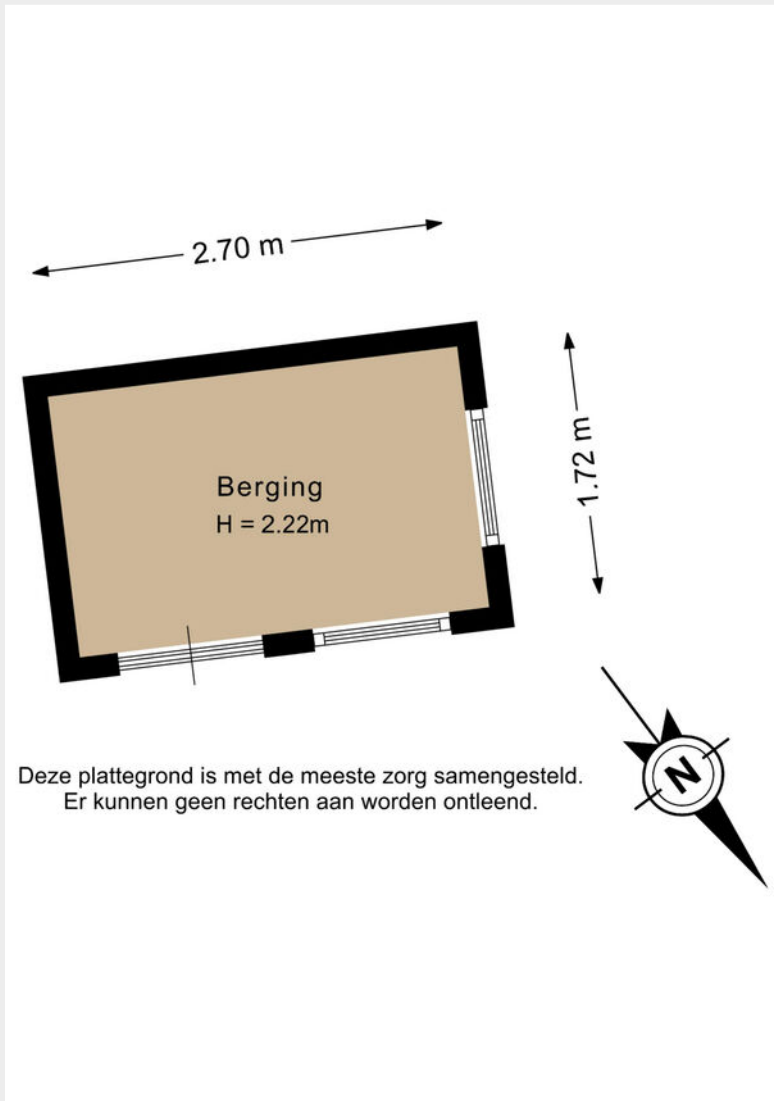 2.70 m
1.72 m
Berging
H = 2.22m
N
Deze plattegrond is met de meeste zorg samengesteld.
Er kunnen geen rechten aan worden ontleend.